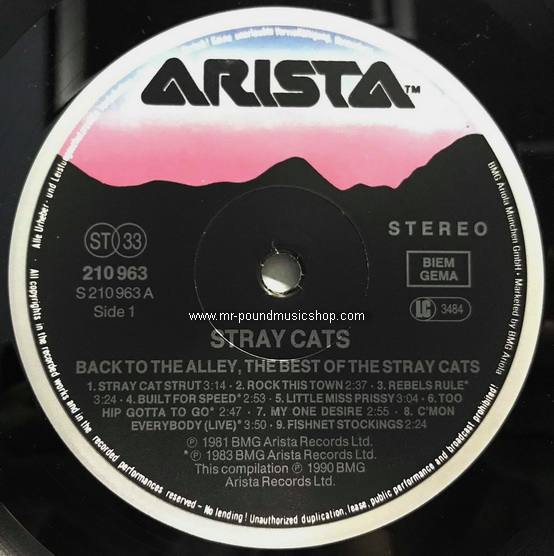 ARISTA™
STEREO
ST 33
210 963
S 210 963 A
Side 1
BIEM
GEMA
LC 3484
www.mr-poundmusicshop.com
STRAY CATS
BACK TO THE ALLEY, THE BEST OF THE STRAY CATS
1. STRAY CAT STRUT 3:14 · 2. ROCK THIS TOWN 2:37 · 3. REBELS RULE*
3:24 · 4. BUILT FOR SPEED* 2:53 · 5. LITTLE MISS PRISSY 3:04 · 6. TOO
HIP GOTTA TO GO* 2:47 · 7. MY ONE DESIRE 2:55 · 8. C'MON
EVERYBODY (LIVE)* 3:50 · 9. FISHNET STOCKINGS 2:24
℗ 1981 BMG Arista Records Ltd.
*℗ 1983 BMG Arista Records Ltd.
This compilation ℗ 1990 BMG
Arista Records Ltd.
BMG Ariola München GmbH · Marketed by BMG Ariola
All copyrights in the recorded works and in the recorded performances reserved – No lending! Unauthorized duplication, lease, public performance and broadcast prohibited!
Alle Urheber- und